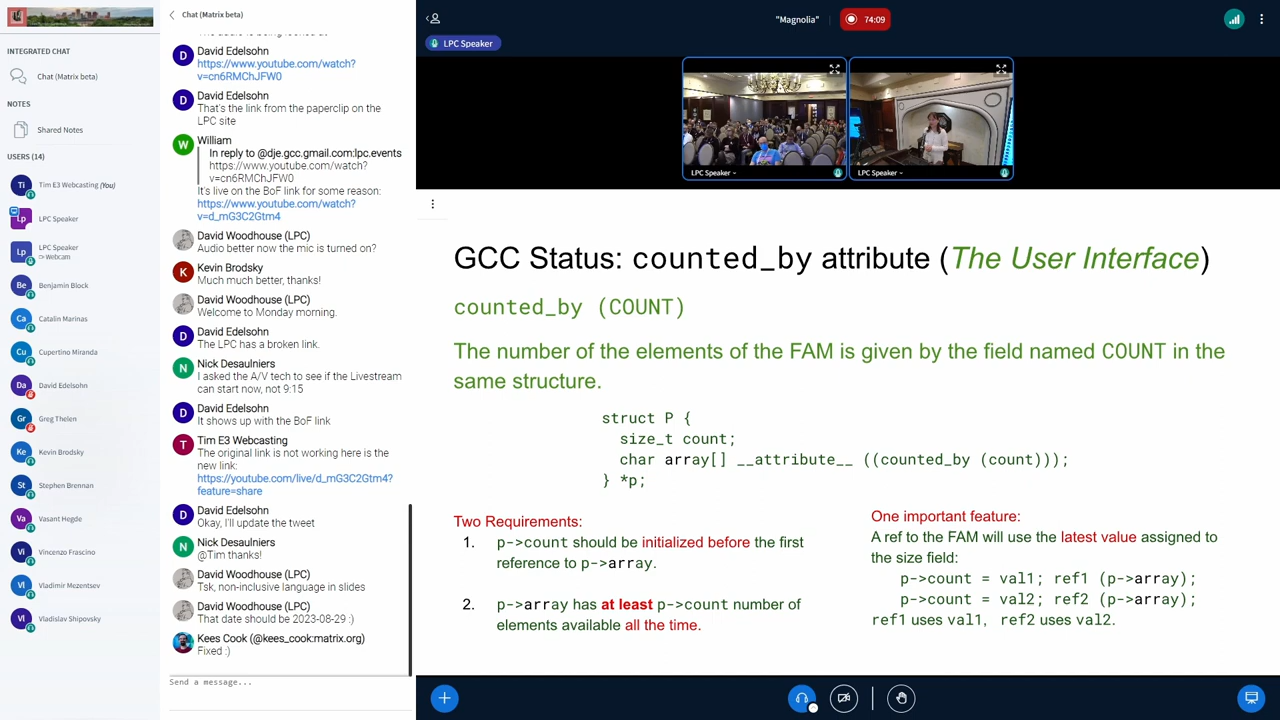 INTEGRATED CHAT
Chat (Matrix beta)
NOTES
Shared Notes
USERS (14)
Ti Tim E3 Webcasting (You)
Lp LPC Speaker
Lp LPC Speaker
Webcam
Be Benjamin Block
Ca Catalin Marinas
Cu Cupertino Miranda
Da David Edelsohn
Gr Greg Thelen
Ke Kevin Brodsky
St Stephen Brennan
Va Vasant Hegde
Vi Vincenzo Frascino
Vl Vladimir Mezentsev
Vl Vladislav Shipovsky
Chat (Matrix beta)
D David Edelsohn
https://www.youtube.com/watch?
v=cn6RMChJFW0
D David Edelsohn
That's the link from the paperclip on the
LPC site
W William
In reply to @dje.gcc.gmail.com:lpc.events
https://www.youtube.com/watch?
v=cn6RMChJFW0
It's live on the BoF link for some reason:
https://www.youtube.com/watch?
v=d_mG3C2Gtm4
David Woodhouse (LPC)
Audio better now the mic is turned on?
K Kevin Brodsky
Much much better, thanks!
David Woodhouse (LPC)
Welcome to Monday morning.
D David Edelsohn
The LPC has a broken link.
N Nick Desaulniers
I asked the A/V tech to see if the Livestream
can start now, not 9:15
D David Edelsohn
It shows up with the BoF link
T Tim E3 Webcasting
The original link is not working here is the
new link:
https://youtube.com/live/d_mG3C2Gtm4?
feature=share
D David Edelsohn
Okay, I'll update the tweet
N Nick Desaulniers
@Tim thanks!
David Woodhouse (LPC)
Tsk, non-inclusive language in slides
David Woodhouse (LPC)
That date should be 2023-08-29 :)
Kees Cook (@kees_cook:matrix.org)
Fixed :)
Send a message...
"Magnolia"
74:09
LPC Speaker
LPC Speaker
LPC Speaker
GCC Status: counted_by attribute (The User Interface)
counted_by (COUNT)
The number of the elements of the FAM is given by the field named COUNT in the
same structure.
struct P {
size_t count;
char array[] __attribute__ ((counted_by (count)));
} *p;
Two Requirements:
1. p->count should be initialized before the first
reference to p->array.
2. p->array has at least p->count number of
elements available all the time.
One important feature:
A ref to the FAM will use the latest value assigned to
the size field:
p->count = val1; ref1 (p->array);
p->count = val2; ref2 (p->array);
ref1 uses val1, ref2 uses val2.